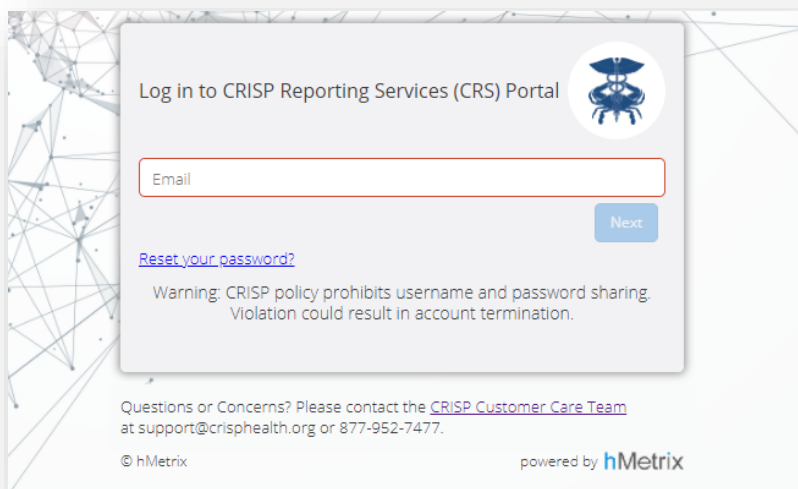 Log in to CRISP Reporting Services (CRS) Portal
Email
Next
Reset your password?
Warning: CRISP policy prohibits username and password sharing.
Violation could result in account termination.
Questions or Concerns? Please contact the CRISP Customer Care Team
at support@crisphealth.org or 877-952-7477.
© hMetrix
powered by hMetrix